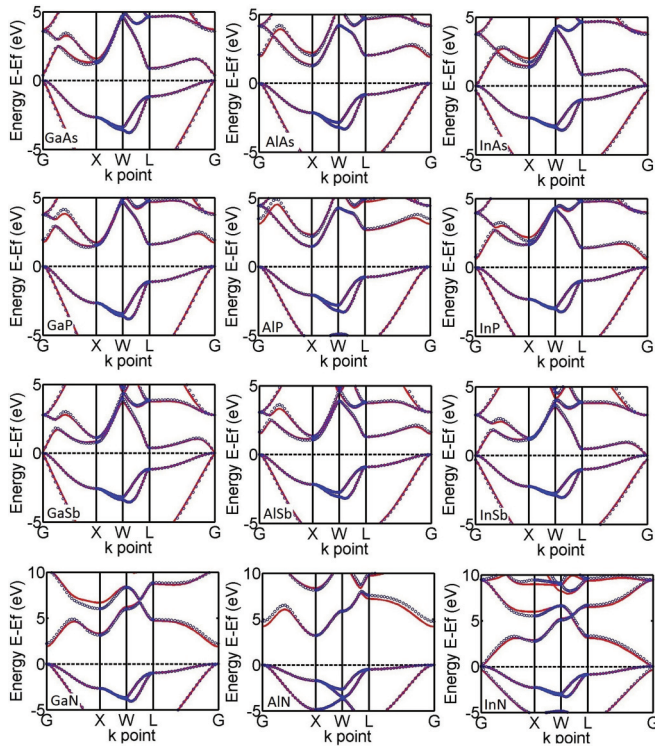 5
5
5
Energy E-Ef (eV)
Energy E-Ef (eV)
Energy E-Ef (eV)
0
0
0
GaAs
AlAs
InAs
-5
-5
-5
G X W L G
G X W L G
G X W L G
k point
k point
k point
5
5
5
Energy E-Ef (eV)
Energy E-Ef (eV)
Energy E-Ef (eV)
0
0
0
GaP
AlP
InP
-5
-5
-5
G X W L G
G X W L G
G X W L G
k point
k point
k point
5
5
5
Energy E-Ef (eV)
Energy E-Ef (eV)
Energy E-Ef (eV)
0
0
0
GaSb
AlSb
InSb
-5
-5
-5
G X W L G
G X W L G
G X W L G
k point
k point
k point
10
10
10
Energy E-Ef (eV)
Energy E-Ef (eV)
Energy E-Ef (eV)
5
5
5
0
0
0
GaN
AlN
InN
-5
-5
-5
G X W L G
G X W L G
G X W L G
k point
k point
k point